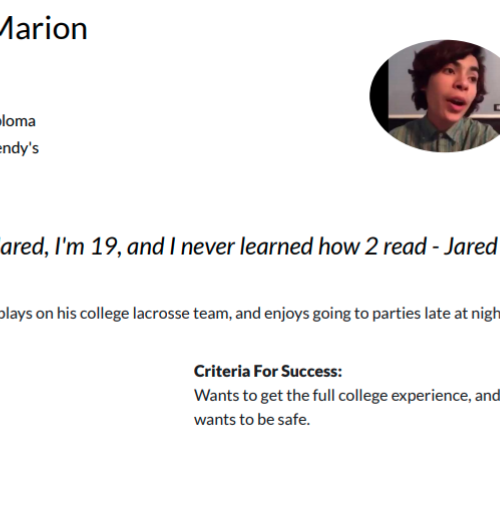 Marion
loma
endy's
ared, I'm 19, and I never learned how 2 read - Jared
plays on his college lacrosse team, and enjoys going to parties late at nigh
Criteria For Success:
Wants to get the full college experience, and
wants to be safe.